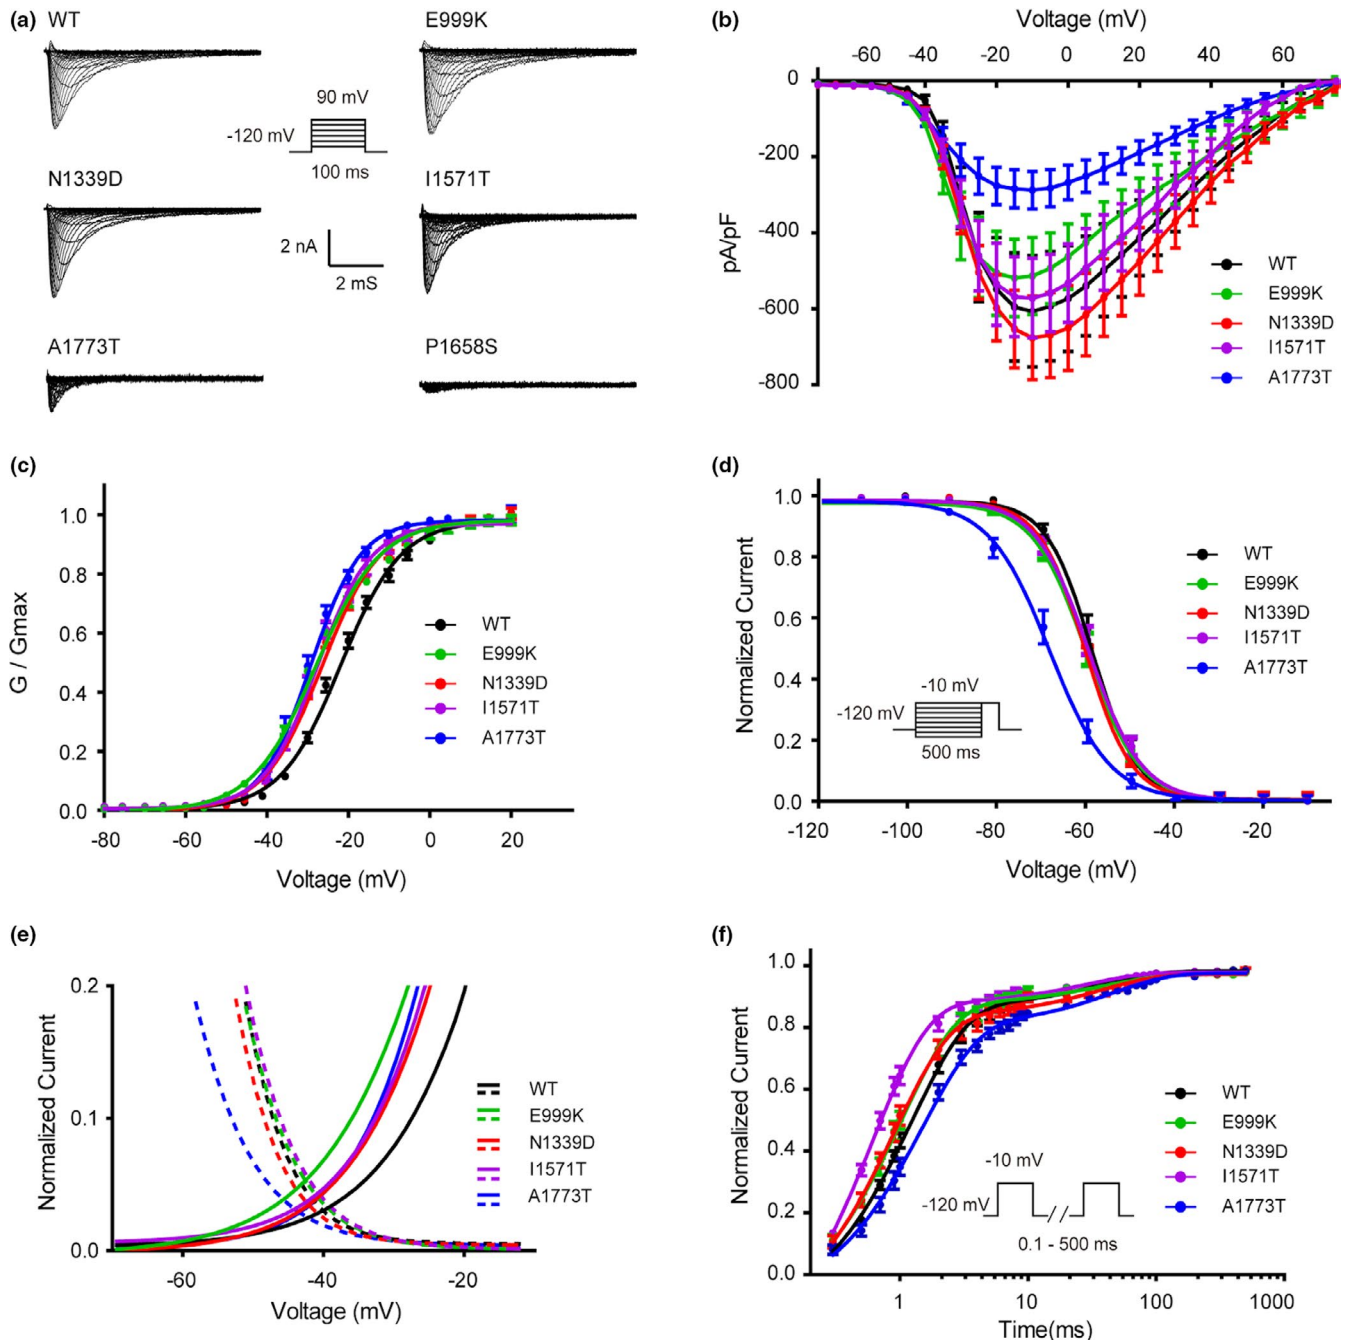 (a)
WT
E999K
90 mV
-120 mV
100 ms
N1339D
I1571T
2 nA
2 mS
A1773T
P1658S
(b)
Voltage (mV)
-60 -40 -20 0 20 40 60
0
-200
-400
-600
-800
pA/pF
WT
E999K
N1339D
I1571T
A1773T
(c)
1.0
0.8
0.6
0.4
0.2
0.0
G / Gmax
-80 -60 -40 -20 0 20
Voltage (mV)
WT
E999K
N1339D
I1571T
A1773T
(d)
1.0
0.8
0.6
0.4
0.2
0.0
Normalized Current
-120 -100 -80 -60 -40 -20
Voltage (mV)
WT
E999K
N1339D
I1571T
A1773T
-10 mV
-120 mV
500 ms
(e)
0.2
0.1
0.0
Normalized Current
-60 -40 -20
Voltage (mV)
WT
E999K
N1339D
I1571T
A1773T
(f)
1.0
0.8
0.6
0.4
0.2
0.0
Normalized Current
1 10 100 1000
Time(ms)
WT
E999K
N1339D
I1571T
A1773T
-10 mV
-120 mV
0.1 - 500 ms